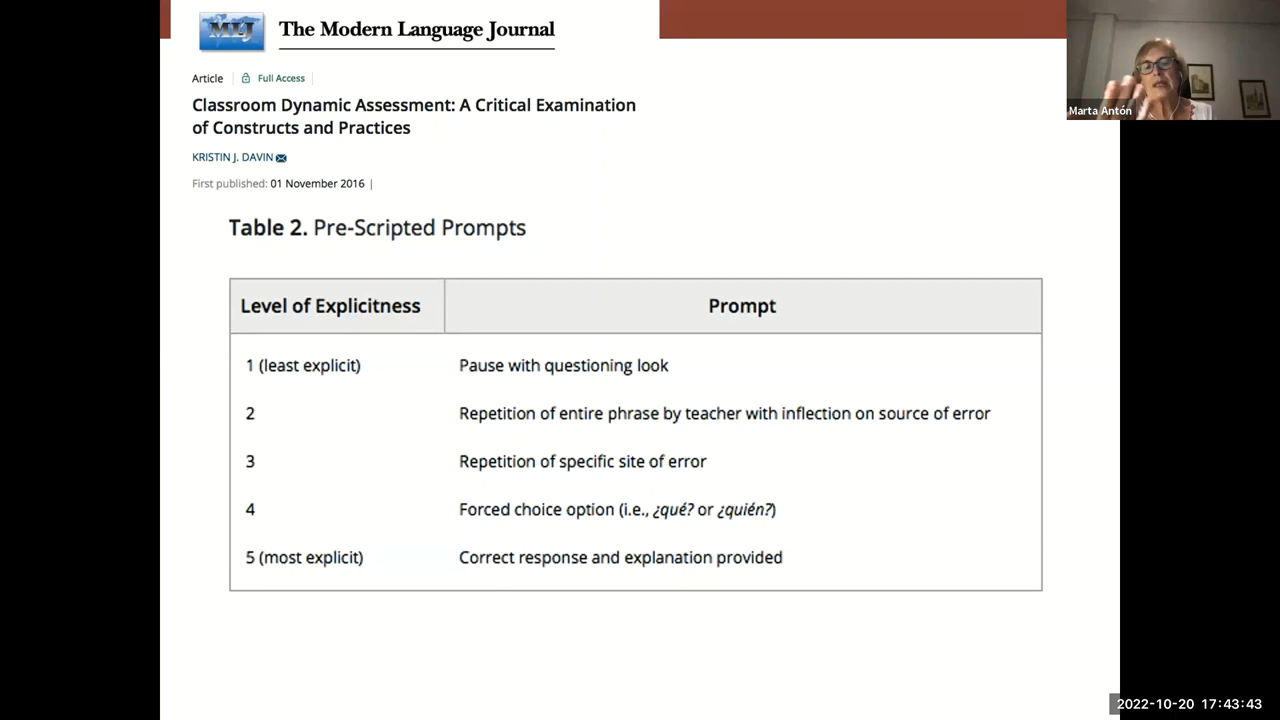 MLJ
The Modern Language Journal
Article
Full Access
Classroom Dynamic Assessment: A Critical Examination
of Constructs and Practices
KRISTIN J. DAVIN
First published: 01 November 2016 |
Table 2. Pre-Scripted Prompts
Level of Explicitness
Prompt
1 (least explicit)
Pause with questioning look
2
Repetition of entire phrase by teacher with inflection on source of error
3
Repetition of specific site of error
4
Forced choice option (i.e., ¿qué? or ¿quién?)
5 (most explicit)
Correct response and explanation provided
Marta Antón
2022-10-20 17:43:43